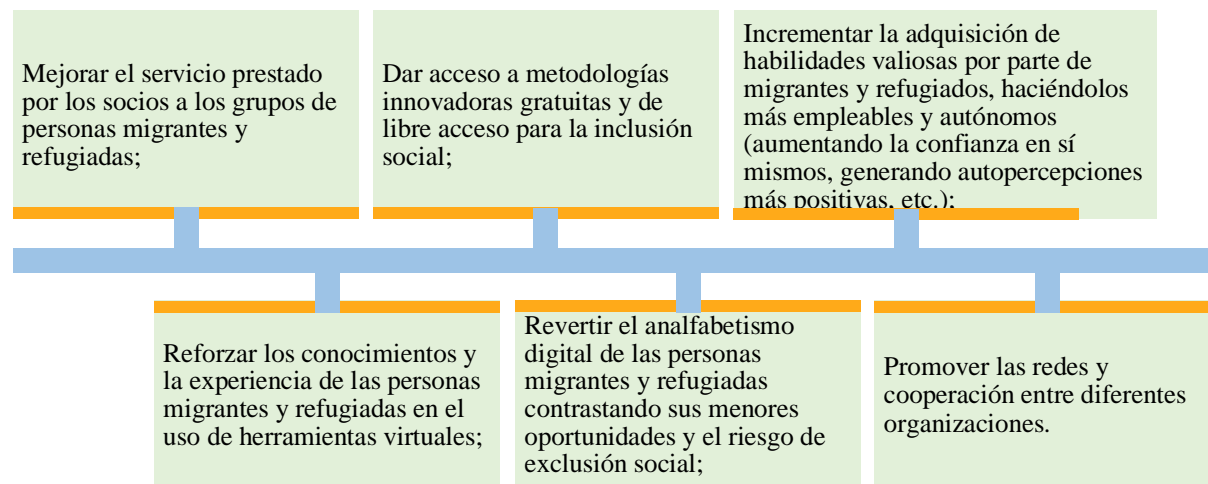 Mejorar el servicio prestado
por los socios a los grupos de
personas migrantes y
refugiadas;
Dar acceso a metodologías
innovadoras gratuitas y de
libre acceso para la inclusión
social;
Incrementar la adquisición de
habilidades valiosas por parte de
migrantes y refugiados, haciéndolos
más empleables y autónomos
(aumentando la confianza en sí
mismos, generando autopercepciones
más positivas, etc.);
Reforzar los conocimientos y
la experiencia de las personas
migrantes y refugiadas en el
uso de herramientas virtuales;
Revertir el analfabetismo
digital de las personas
migrantes y refugiadas
contrastando sus menores
oportunidades y el riesgo de
exclusión social;
Promover las redes y
cooperación entre diferentes
organizaciones.